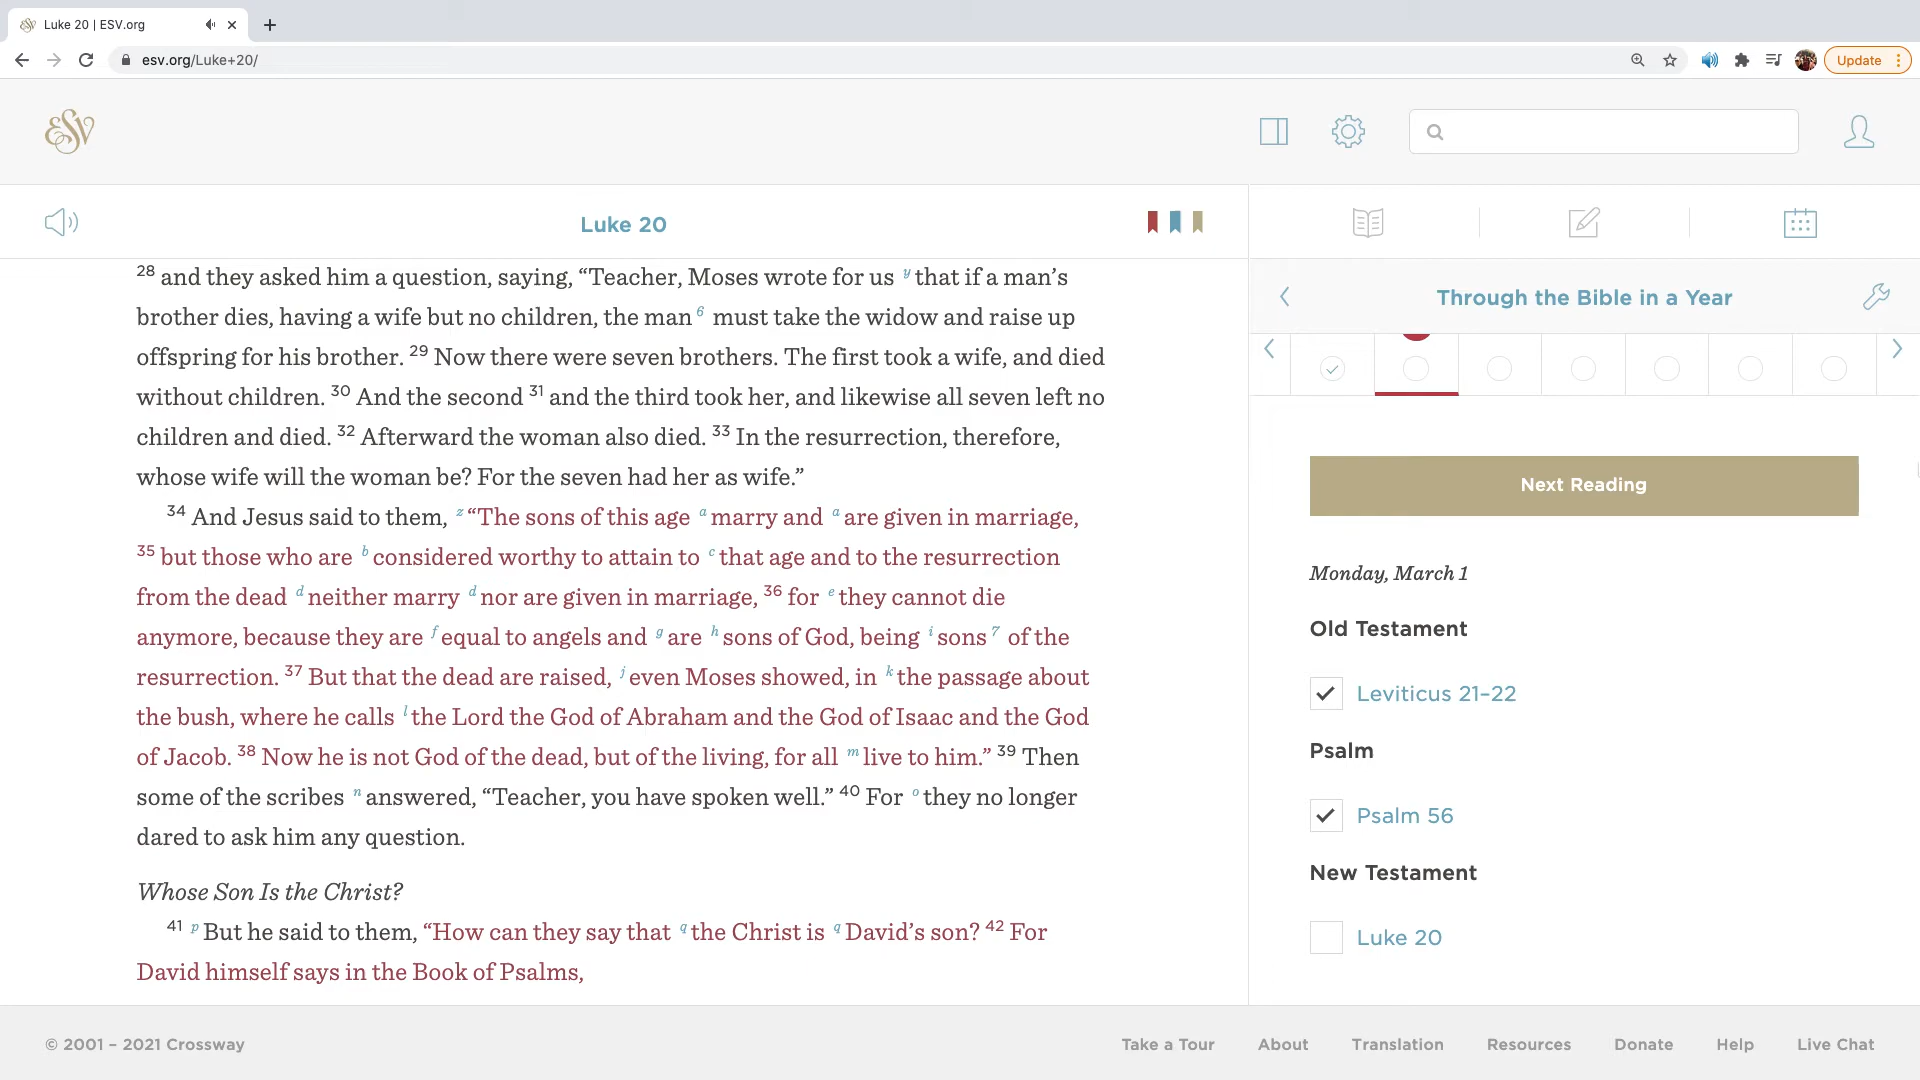 Luke 20 | ESV.org
esv.org/Luke+20/
Update
ESV
Luke 20
28 and they asked him a question, saying, “Teacher, Moses wrote for us y that if a man’s
brother dies, having a wife but no children, the man 6 must take the widow and raise up
offspring for his brother. 29 Now there were seven brothers. The first took a wife, and died
without children. 30 And the second 31 and the third took her, and likewise all seven left no
children and died. 32 Afterward the woman also died. 33 In the resurrection, therefore,
whose wife will the woman be? For the seven had her as wife.”
34 And Jesus said to them, z “The sons of this age a marry and a are given in marriage,
35 but those who are b considered worthy to attain to c that age and to the resurrection
from the dead d neither marry d nor are given in marriage, 36 for e they cannot die
anymore, because they are f equal to angels and g are h sons of God, being i sons 7 of the
resurrection. 37 But that the dead are raised, j even Moses showed, in k the passage about
the bush, where he calls l the Lord the God of Abraham and the God of Isaac and the God
of Jacob. 38 Now he is not God of the dead, but of the living, for all m live to him.” 39 Then
some of the scribes n answered, “Teacher, you have spoken well.” 40 For o they no longer
dared to ask him any question.
Whose Son Is the Christ?
41 p But he said to them, “How can they say that q the Christ is q David’s son? 42 For
David himself says in the Book of Psalms,
Through the Bible in a Year
Next Reading
Monday, March 1
Old Testament
Leviticus 21–22
Psalm
Psalm 56
New Testament
Luke 20
© 2001 – 2021 Crossway
Take a Tour
About
Translation
Resources
Donate
Help
Live Chat